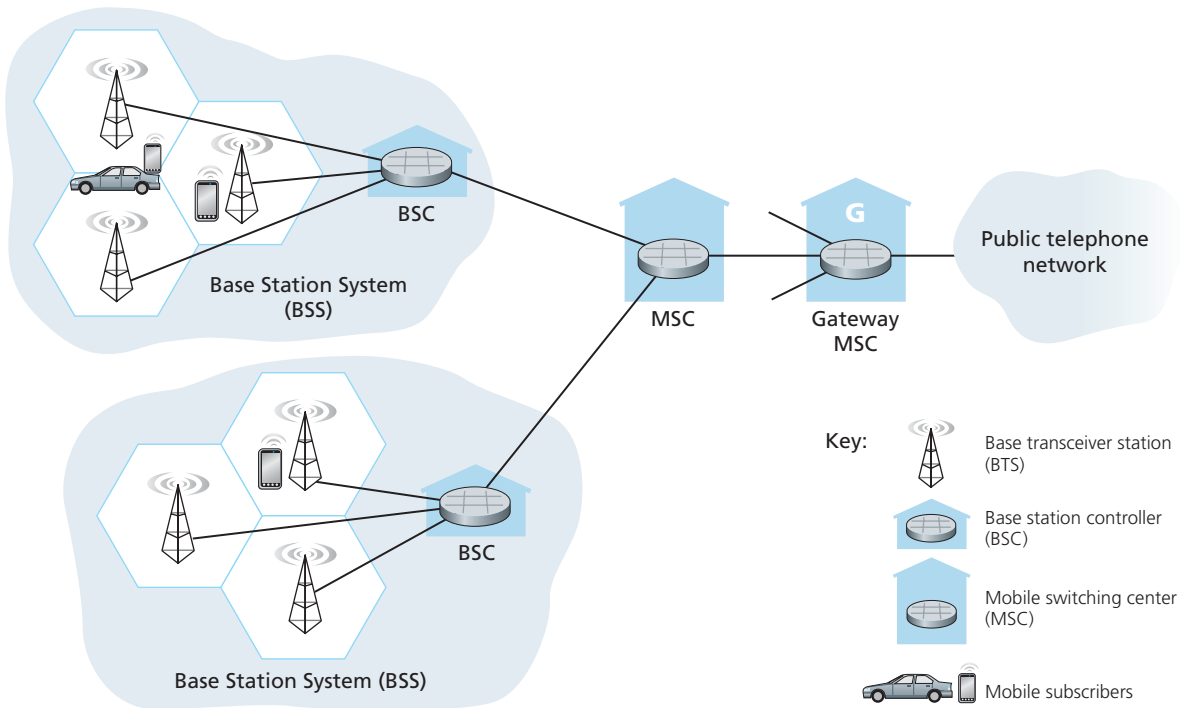 BSC
Base Station System
(BSS)
G
MSC
Gateway
MSC
Public telephone
network
BSC
Base Station System (BSS)
Key:
Base transceiver station
(BTS)
Base station controller
(BSC)
Mobile switching center
(MSC)
Mobile subscribers